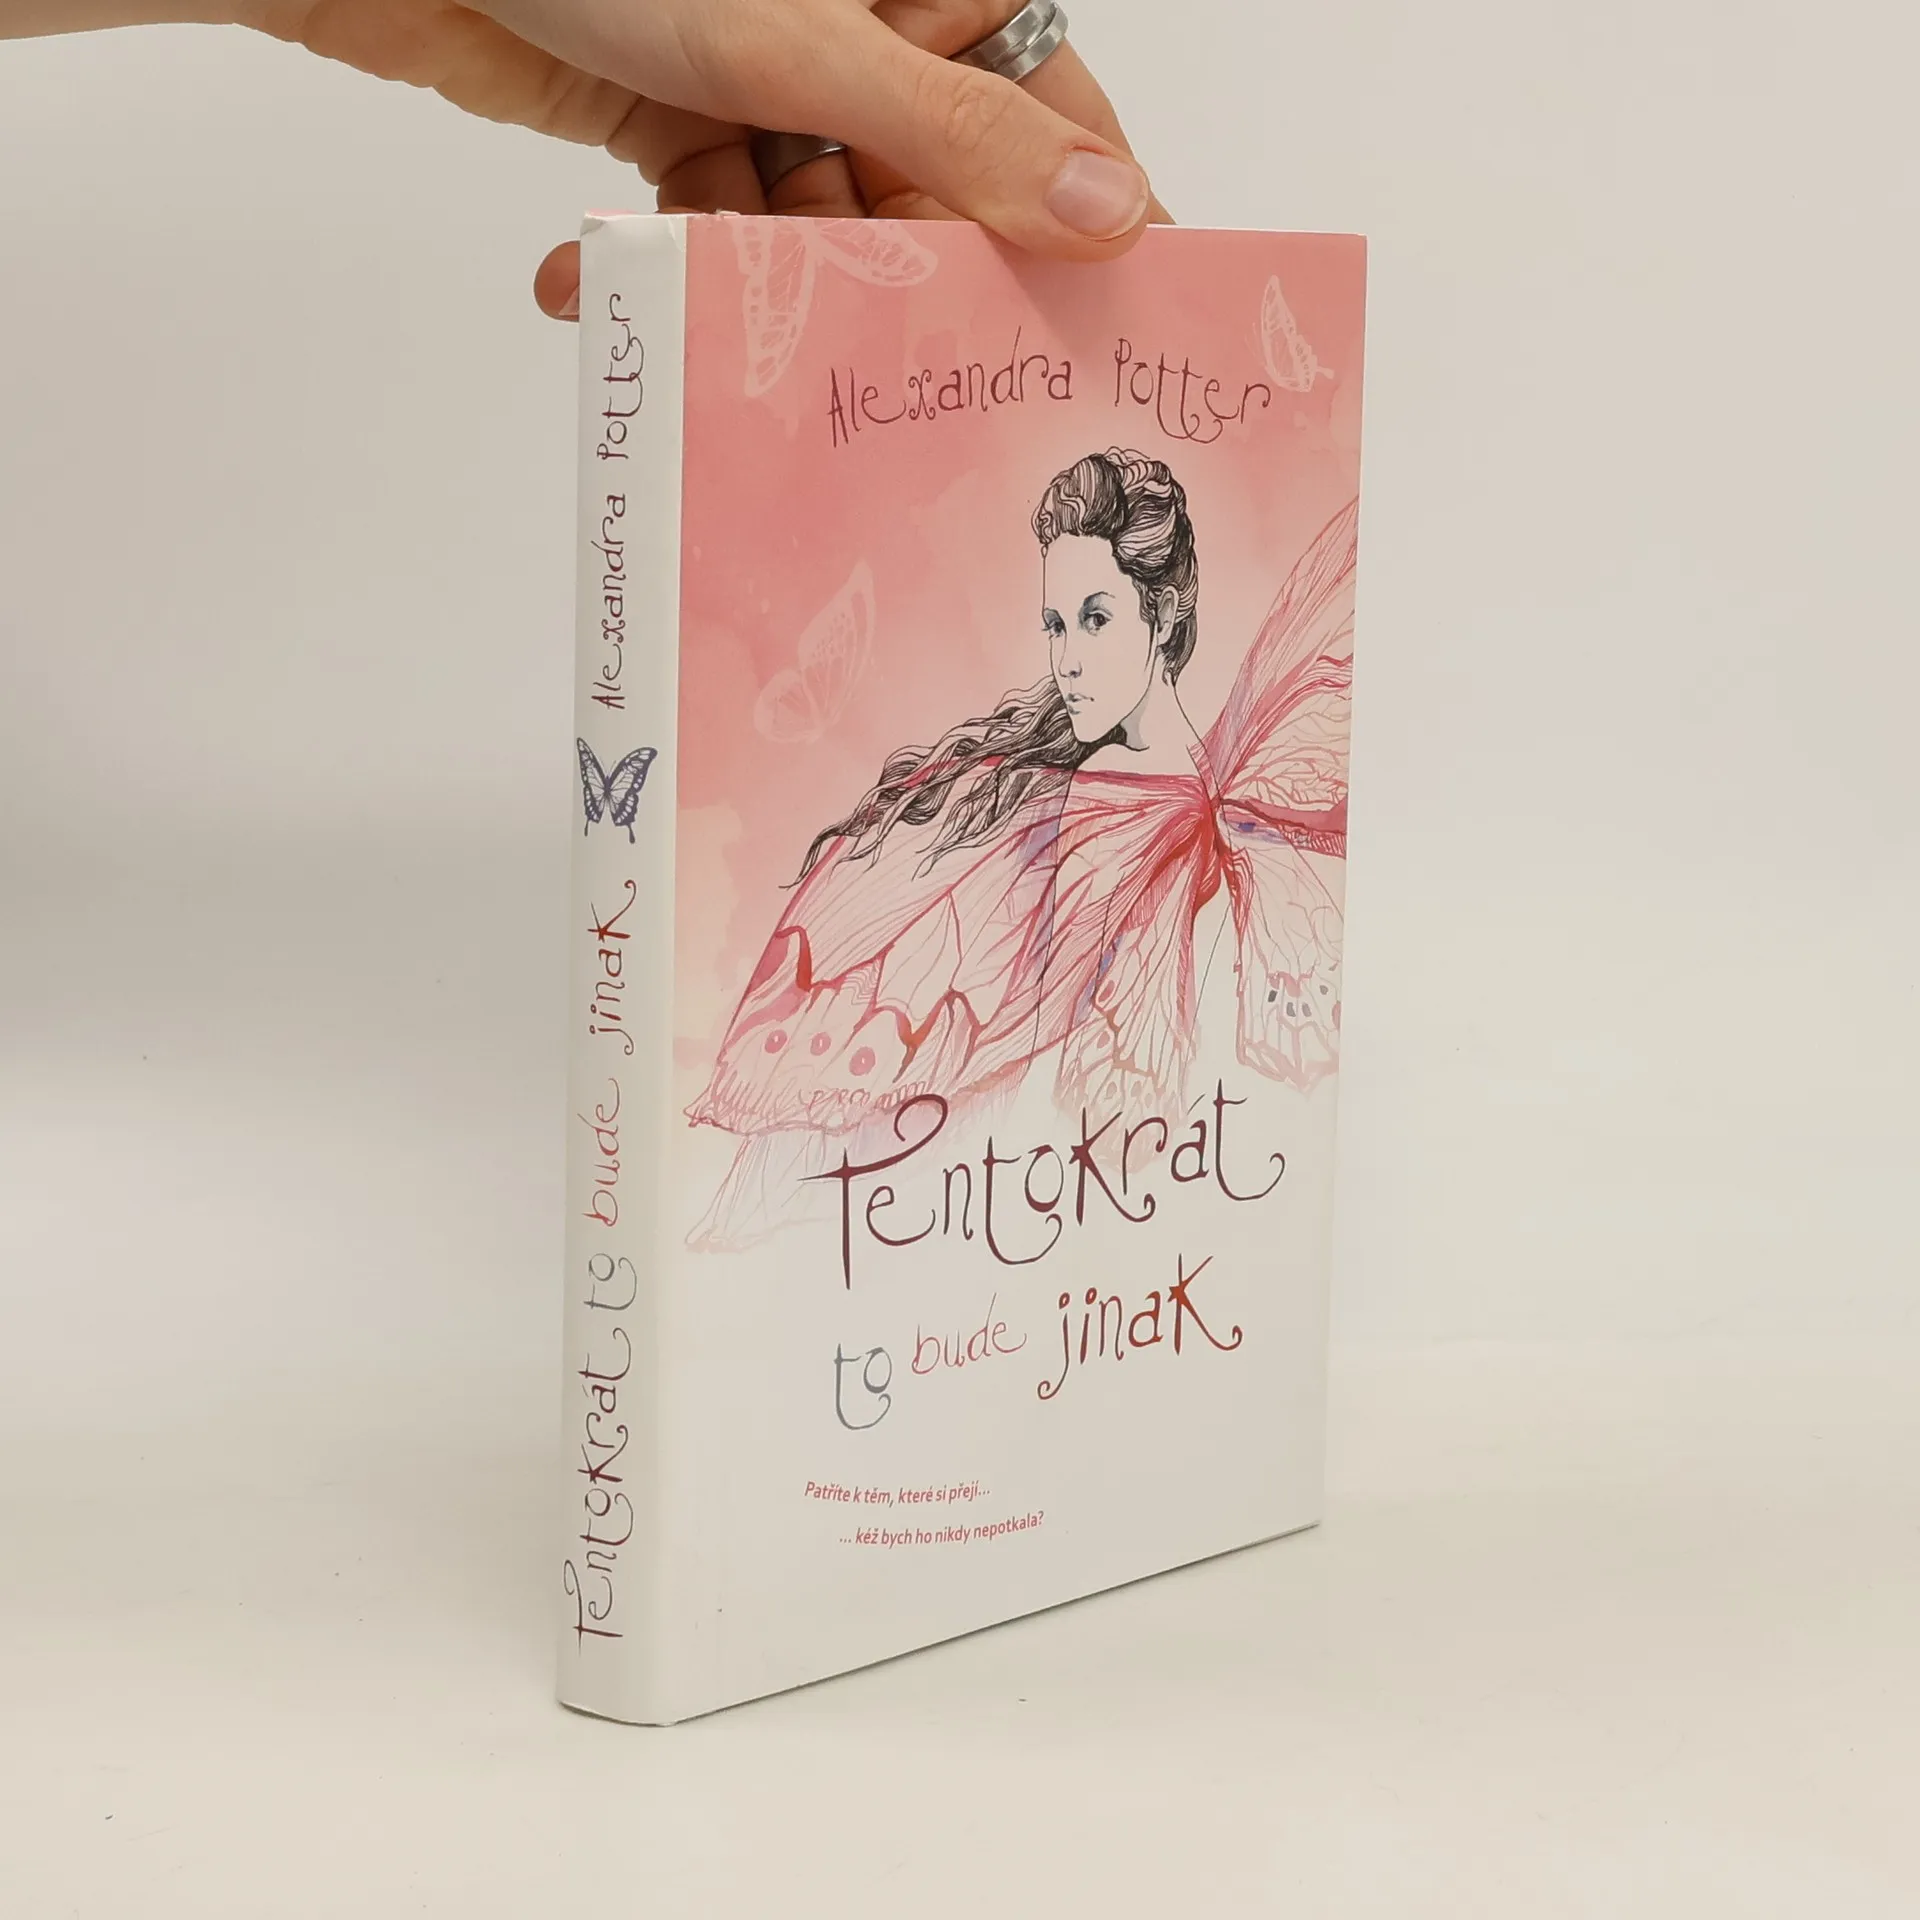 Alexandra Potter
Tentokrát
to bude jinak
Patříte k těm, které si přejí...
... kéž bych ho nikdy nepotkala?
Tentokrát to bude jinak Alexandra Potter